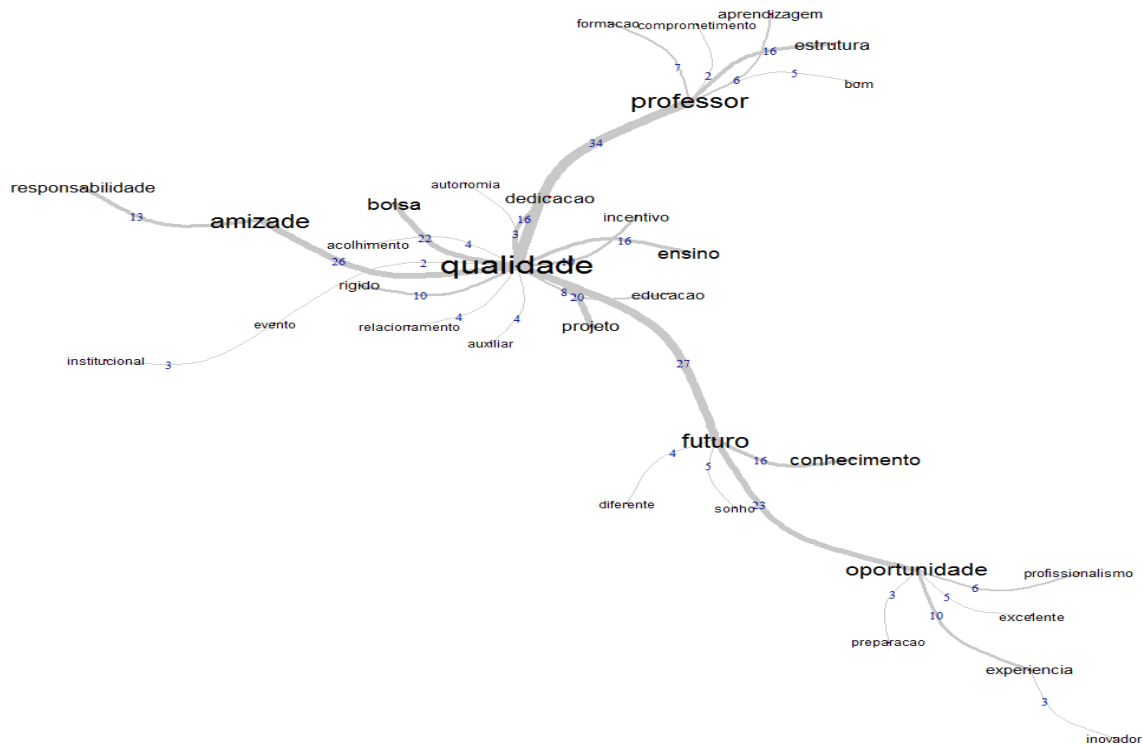 aprendizagem
formacao
comprometimento
estrutura
16
7
2
6
5
bom
professor
34
responsabilidade
autonomia
dedicacao
bolsa
13
amizade
16
incentivo
3
acolhimento
22
4
16
26
2
qualidade
ensino
rigido
10
8
20
educacao
evento
relacionamento
4
4
projeto
auxiliar
institucional
3
27
futuro
4
16
conhecimento
5
diferente
sonho
23
oportunidade
profissionalismo
3
5
6
10
excelente
preparacao
experiencia
3
inovador